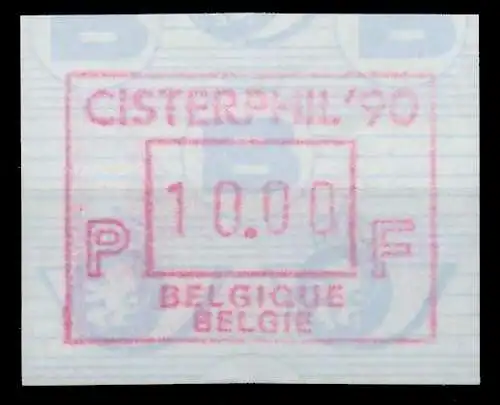 CISTERPHIL '90
10.00
P F
BELGIQUE
BELGIE